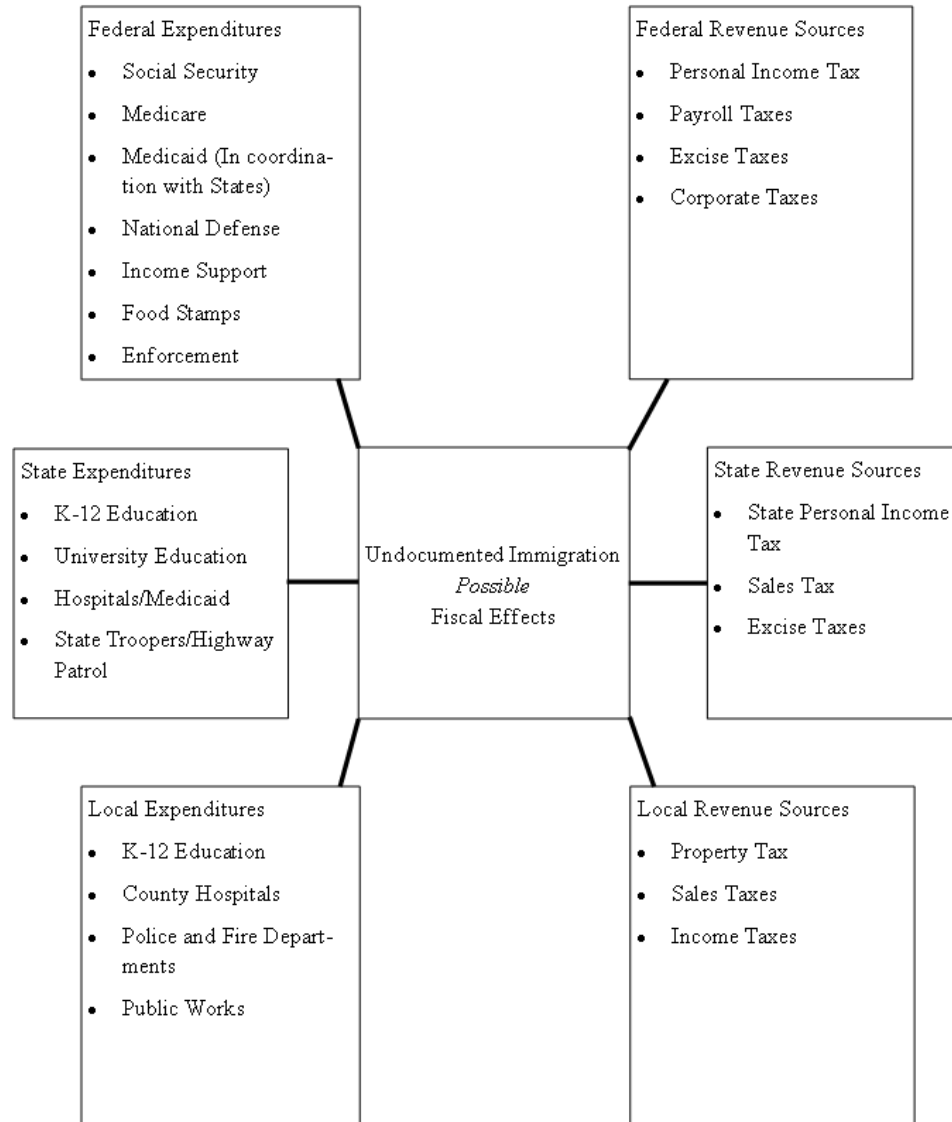 Federal Expenditures
• Social Security
• Medicare
• Medicaid (In coordina-
tion with States)
• National Defense
• Income Support
• Food Stamps
• Enforcement
Federal Revenue Sources
• Personal Income Tax
• Payroll Taxes
• Excise Taxes
• Corporate Taxes
State Expenditures
• K-12 Education
• University Education
• Hospitals/Medicaid
• State Troopers/Highway
Patrol
Undocumented Immigration
Possible
Fiscal Effects
State Revenue Sources
• State Personal Income
Tax
• Sales Tax
• Excise Taxes
Local Expenditures
• K-12 Education
• County Hospitals
• Police and Fire Depart-
ments
• Public Works
Local Revenue Sources
• Property Tax
• Sales Taxes
• Income Taxes